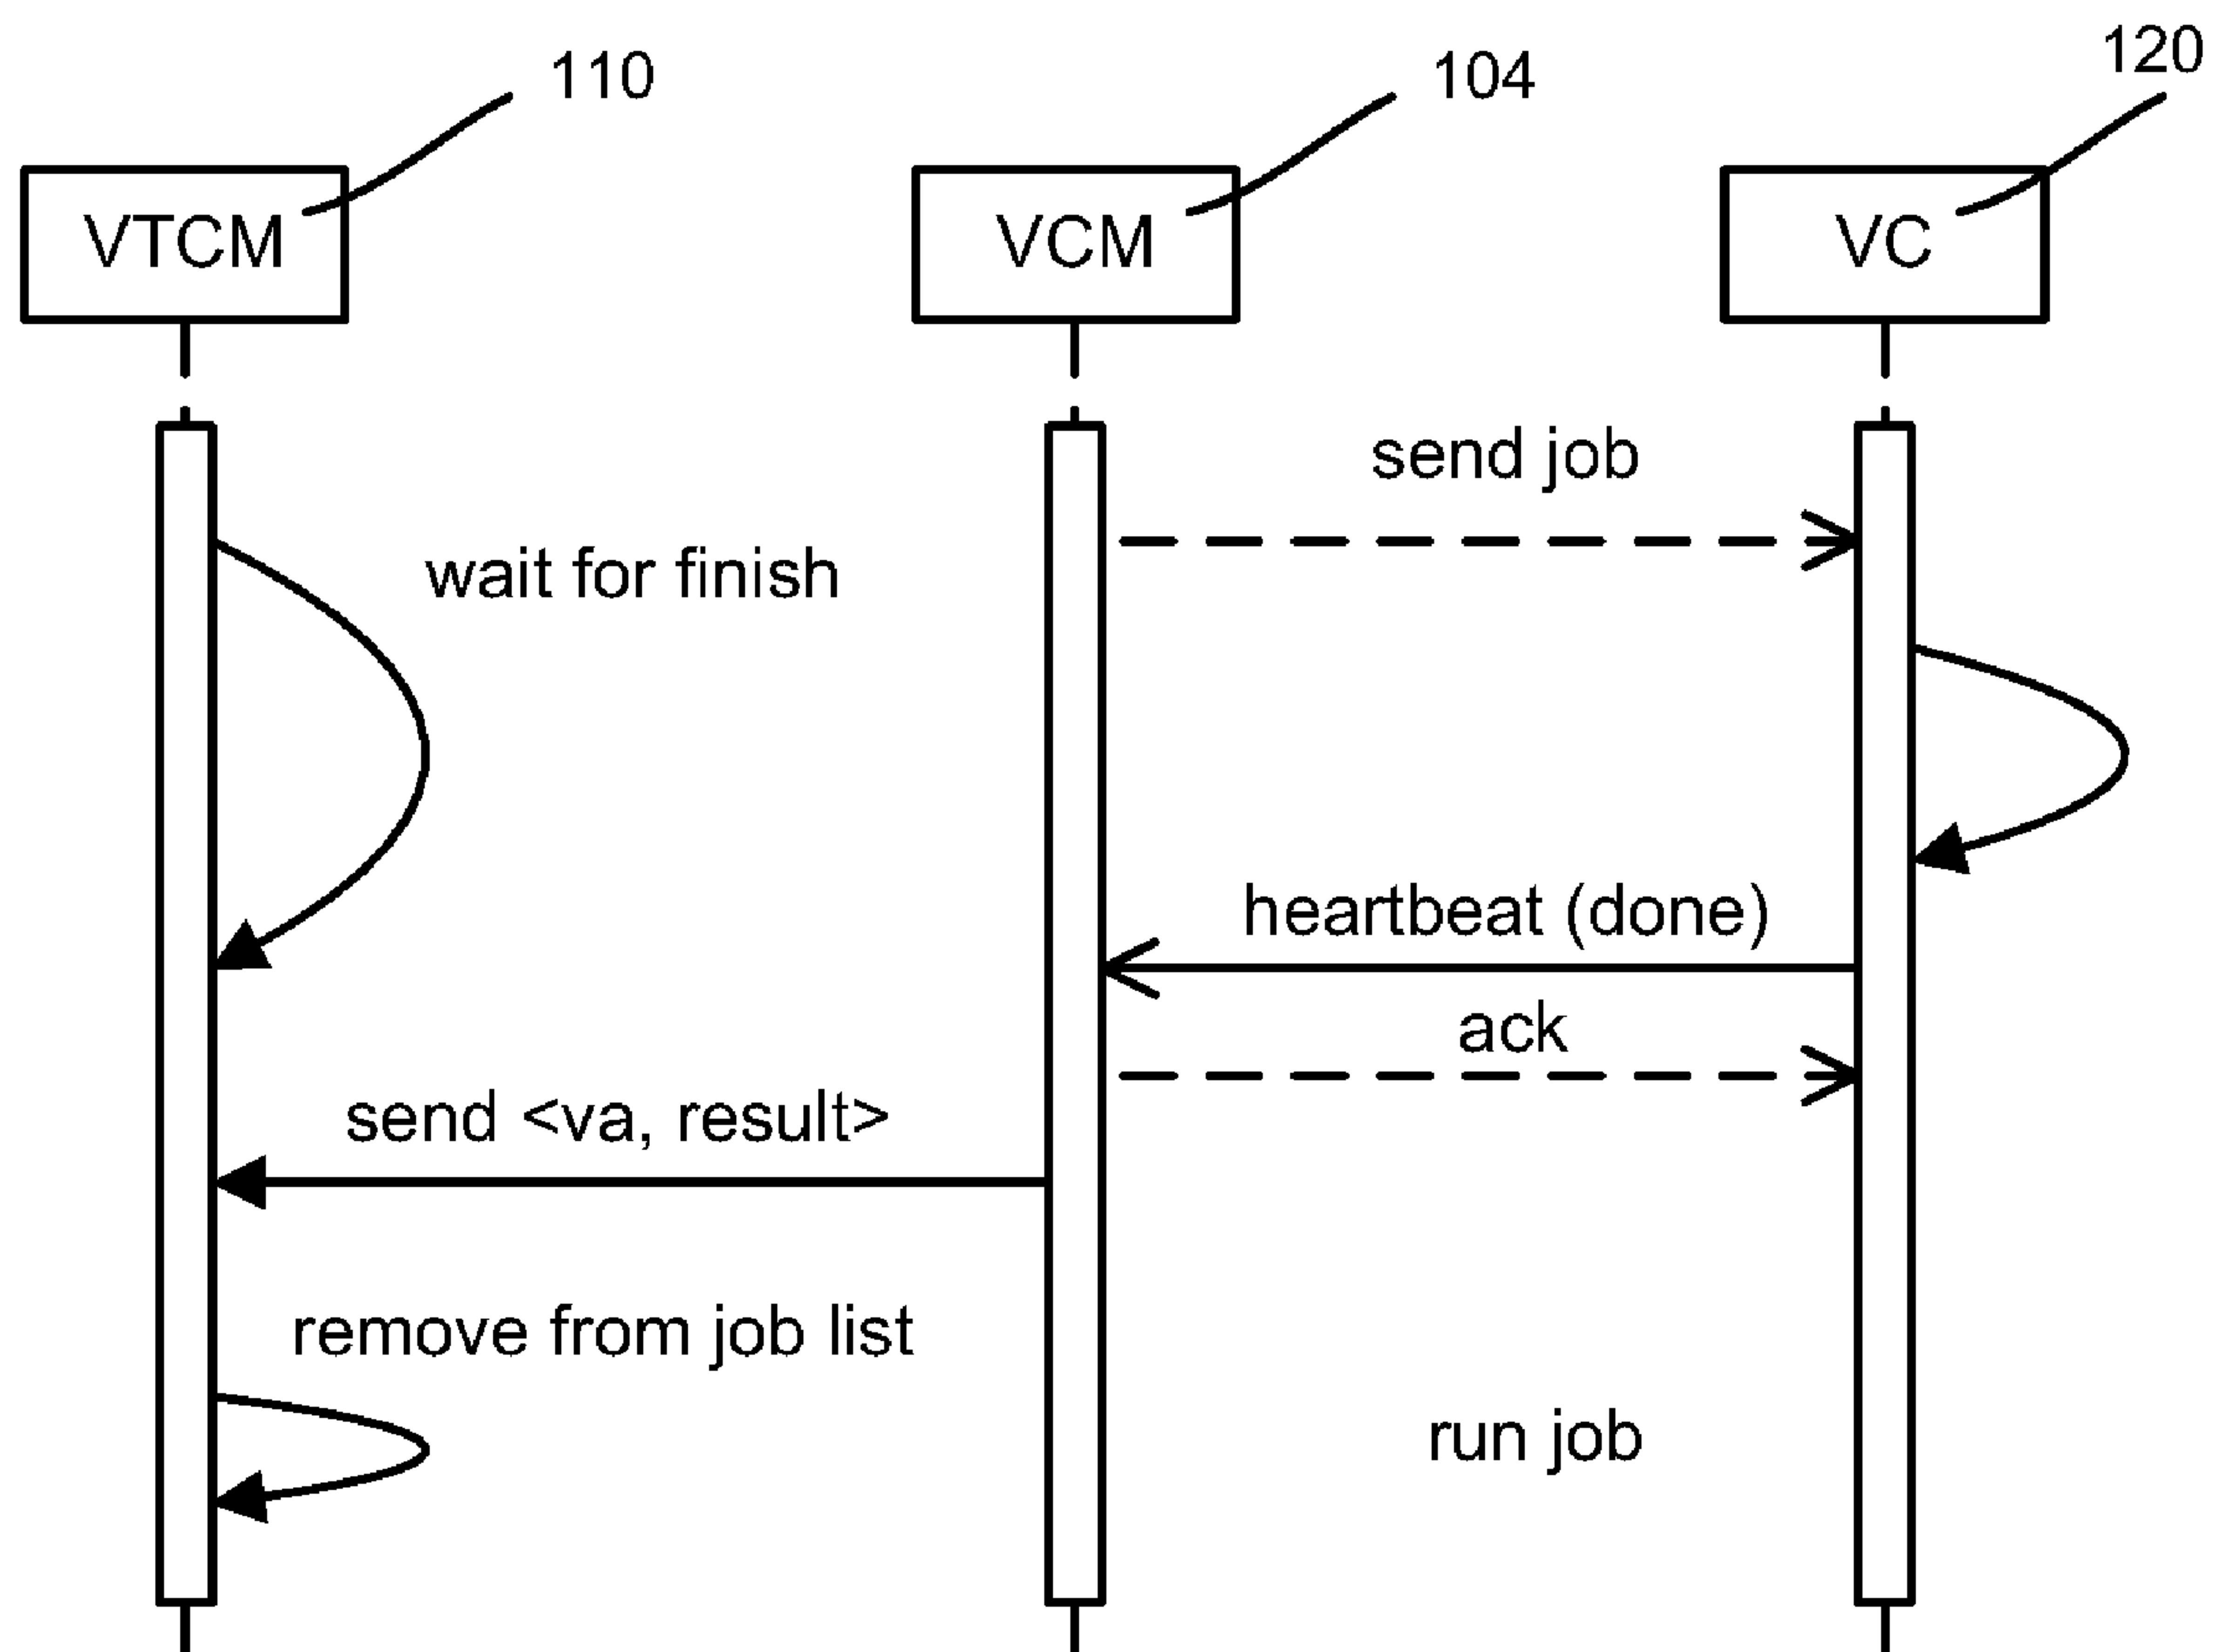 110
104
120
VTCM
VCM
VC
send job
wait for finish
heartbeat (done)
ack
send <va, result>
remove from job list
run job